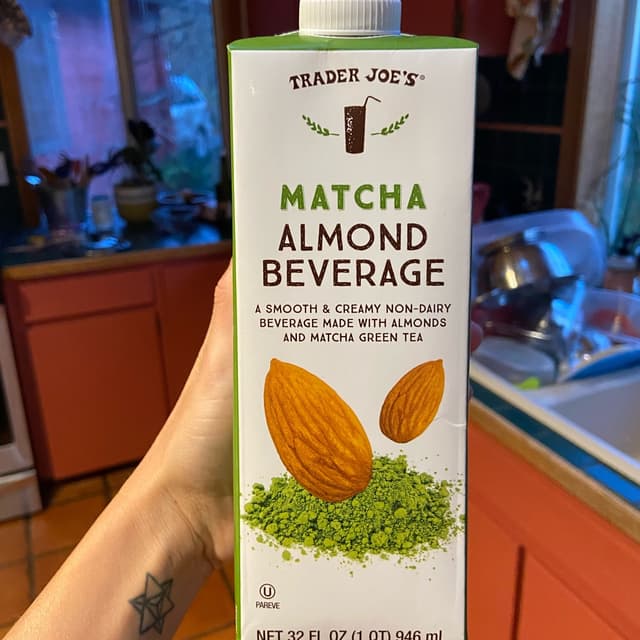 TRADER JOE'S®
MATCHA
ALMOND
BEVERAGE
A SMOOTH & CREAMY NON-DAIRY
BEVERAGE MADE WITH ALMONDS
AND MATCHA GREEN TEA
U
PAREVE
NET 32 FL OZ (1 QT) 946 ml